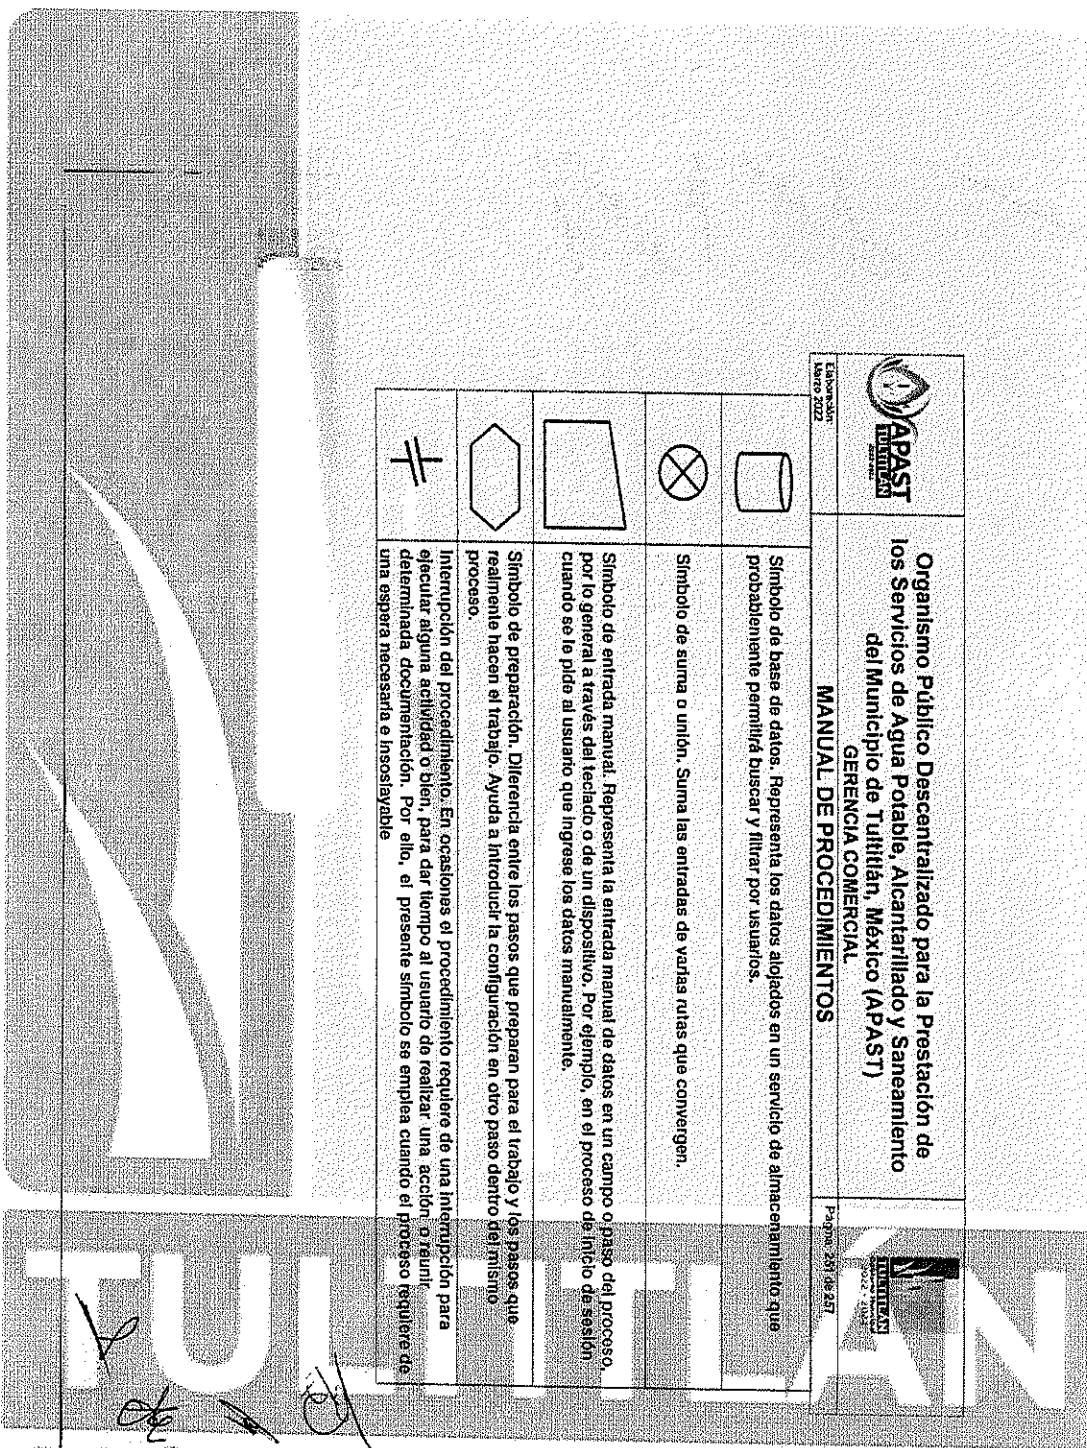 APAST
TULTITLÁN
Organismo Público Descentralizado para la Prestación de
los Servicios de Agua Potable, Alcantarillado y Saneamiento
del Municipio de Tultitlán, México (APAST)
GERENCIA COMERCIAL
TULTITLÁN
Elaboración:
Marzo 2022
MANUAL DE PROCEDIMIENTOS
Página de 257
Símbolo de base de datos. Representa los datos alojados en un servicio de almacenamiento que
probablemente permitirá buscar y filtrar por usuarios.
Símbolo de suma o unión. Suma las entradas de varias rutas que convergen.
Símbolo de entrada manual. Representa la entrada manual de datos en un campo o paso del proceso,
por lo general a través del teclado o de un dispositivo. Por ejemplo, en el proceso de inicio de sesión
cuando se le pide al usuario que ingrese los datos manualmente.
Símbolo de preparación. Diferencia entre los pasos que preparan para el trabajo y los pasos que
realmente hacen el trabajo. Ayuda a introducir la configuración en otro paso dentro del mismo
proceso.
Interrupción del procedimiento. En ocasiones el procedimiento requiere de una interrupción para
ejecutar alguna actividad o bien, para dar tiempo al usuario de realizar una acción o reunir
determinada documentación. Por ello, el presente símbolo se emplea cuando el proceso requiere de
una espera necesaria e insoslayable
TULTITLÁN